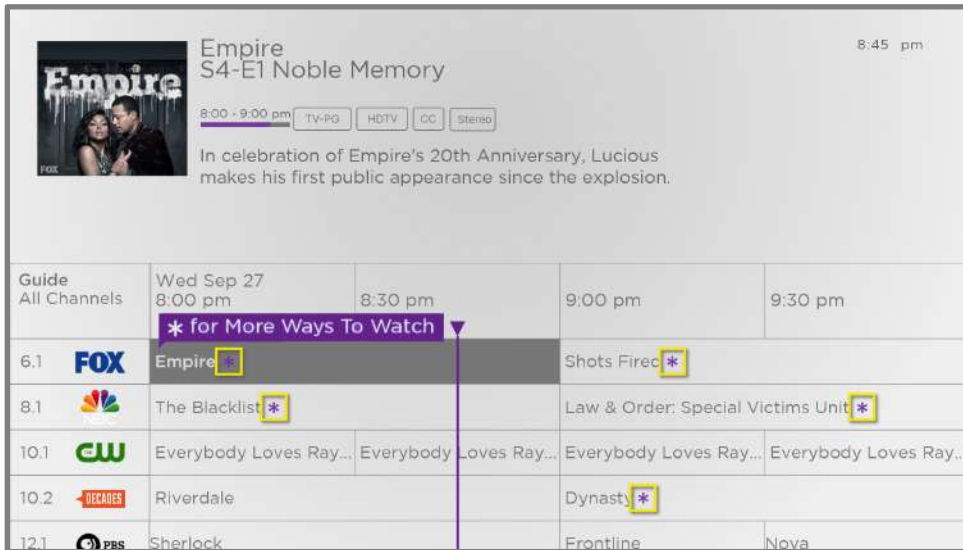 Empire
8:45 pm
S4-E1 Noble Memory
Empire
FOX
8:00 - 9:00 pm TV-PG HDTV CC Stereo
In celebration of Empire's 20th Anniversary, Lucious
makes his first public appearance since the explosion.
Guide
All Channels
Wed Sep 27
8:00 pm 8:30 pm 9:00 pm 9:30 pm
* for More Ways To Watch
6.1 FOX Empire * Shots Firec *
8.1 NBC The Blacklist * Law & Order: Special Victims Unit *
10.1 THE CW Everybody Loves Ray... Everybody Loves Ray... Everybody Loves Ray... Everybody Loves Ray..
10.2 DECADES Riverdale Dynasty *
12.1 PBS Sherlock Frontline Nova